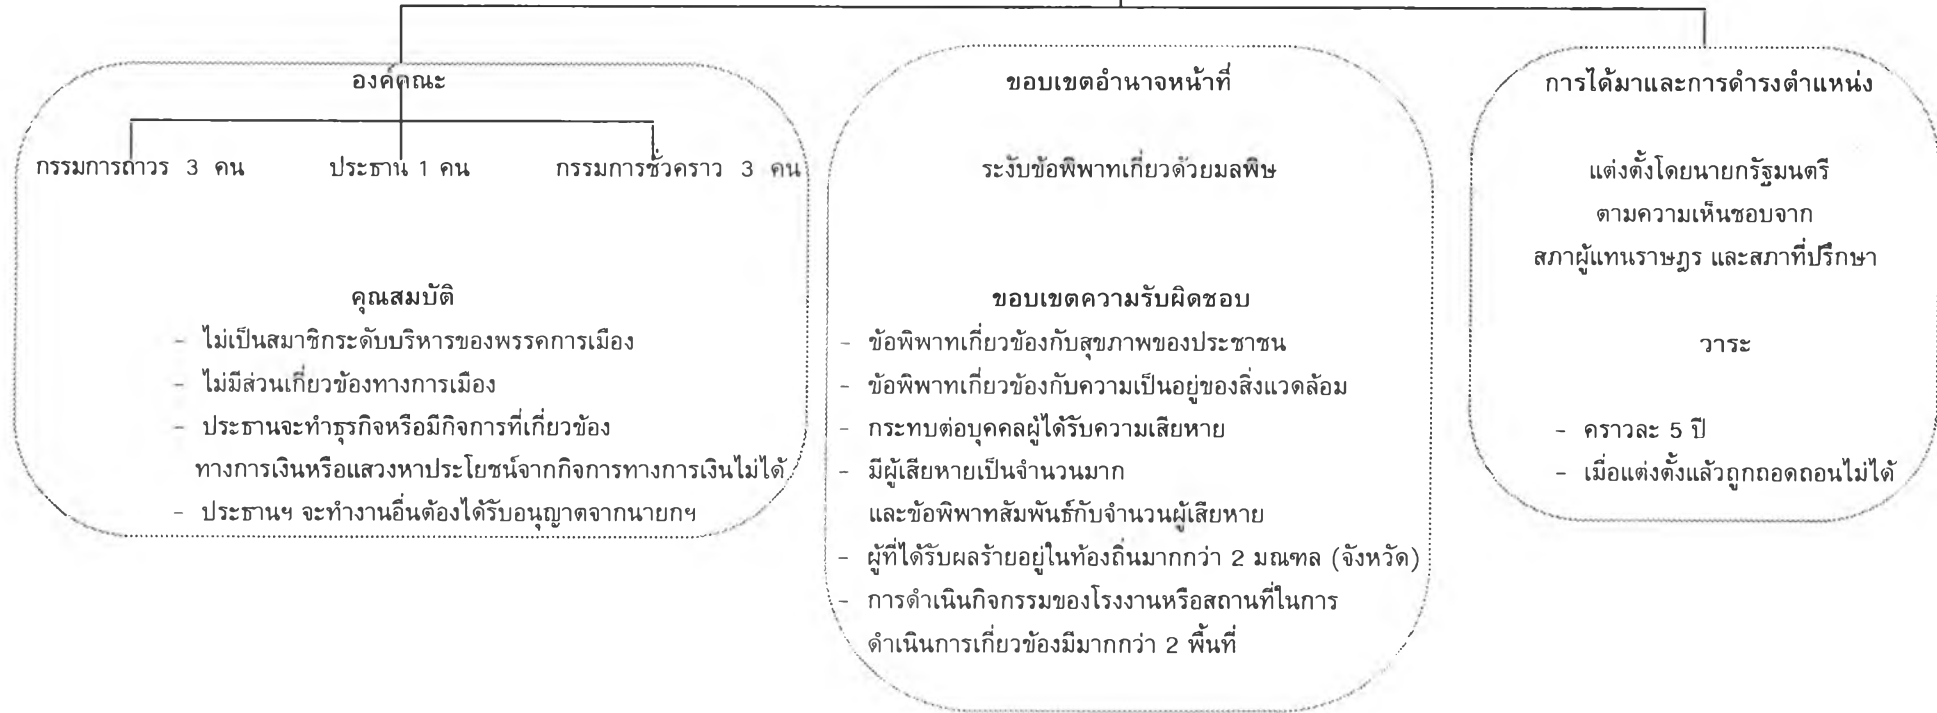 องค์คณะ
กรรมการถาวร 3 คน
ประธาน 1 คน
กรรมการชั่วคราว 3 คน
คุณสมบัติ
- ไม่เป็นสมาชิกระดับบริหารของพรรคการเมือง
- ไม่มีส่วนเกี่ยวข้องทางการเมือง
- ประธานจะทำธุรกิจหรือมีกิจการที่เกี่ยวข้อง
ทางการเงินหรือแสวงหาประโยชน์จากกิจการทางการเงินไม่ได้
- ประธานฯ จะทำงานอื่นต้องได้รับอนุญาตจากนายกฯ
ขอบเขตอำนาจหน้าที่
ระงับข้อพิพาทเกี่ยวด้วยมลพิษ
ขอบเขตความรับผิดชอบ
- ข้อพิพาทเกี่ยวข้องกับสุขภาพของประชาชน
- ข้อพิพาทเกี่ยวข้องกับความเป็นอยู่ของสิ่งแวดล้อม
- กระทบต่อบุคคลผู้ได้รับความเสียหาย
- มีผู้เสียหายเป็นจำนวนมาก
และข้อพิพาทสัมพันธ์กับจำนวนผู้เสียหาย
- ผู้ที่ได้รับผลร้ายอยู่ในท้องถิ่นมากกว่า 2 มณฑล (จังหวัด)
- การดำเนินกิจกรรมของโรงงานหรือสถานที่ในการ
ดำเนินการเกี่ยวข้องมีมากกว่า 2 พื้นที่
การได้มาและการดำรงตำแหน่ง
แต่งตั้งโดยนายกรัฐมนตรี
ตามความเห็นชอบจาก
สภาผู้แทนราษฎร และสภาที่ปรึกษา
วาระ
- คราวละ 5 ปี
- เมื่อแต่งตั้งแล้วถูกถอดถอนไม่ได้